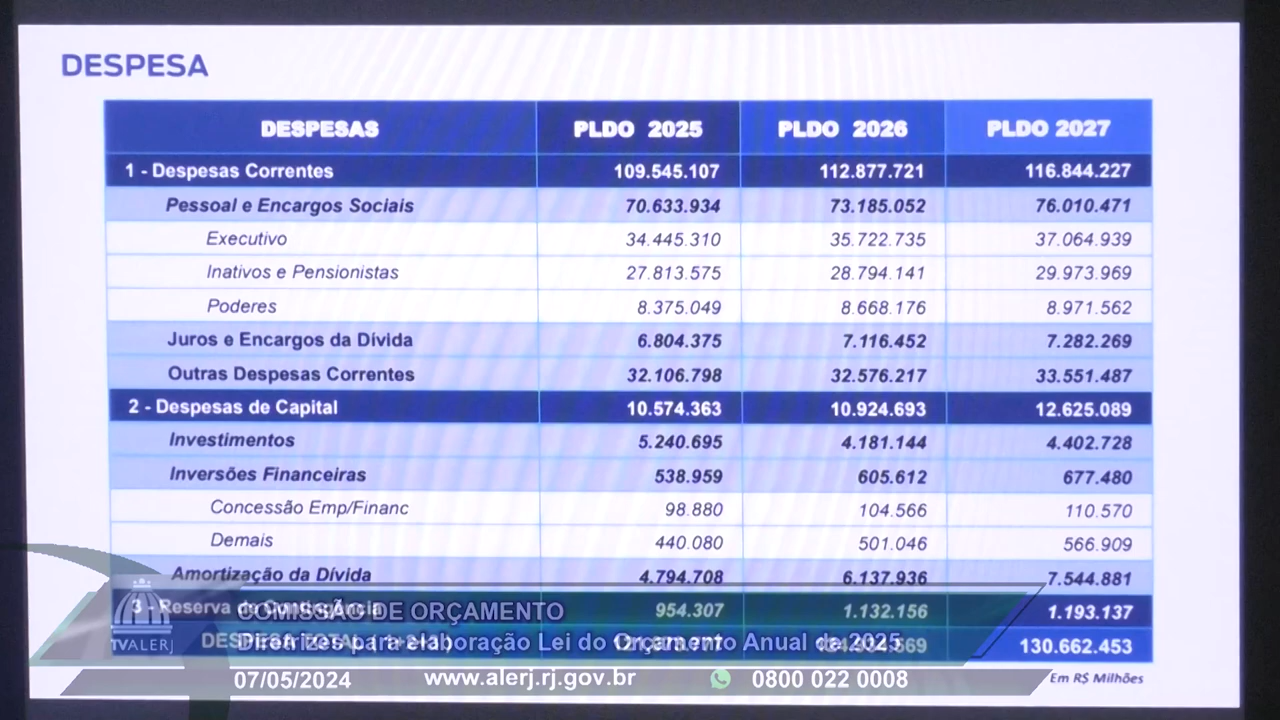 DESPESA
DESPESAS PLDO 2025 PLDO 2026 PLDO 2027
1 - Despesas Correntes 109.545.107 112.877.721 116.844.227
Pessoal e Encargos Sociais 70.633.934 73.185.052 76.010.471
Executivo 34.445.310 35.722.735 37.064.939
Inativos e Pensionistas 27.813.575 28.794.141 29.973.969
Poderes 8.375.049 8.668.176 8.971.562
Juros e Encargos da Dívida 6.804.375 7.116.452 7.282.269
Outras Despesas Correntes 32.106.798 32.576.217 33.551.487
2 - Despesas de Capital 10.574.363 10.924.693 12.625.089
Investimentos 5.240.695 4.181.144 4.402.728
Inversões Financeiras 538.959 605.612 677.480
Concessão Emp/Financ 98.880 104.566 110.570
Demais 440.080 501.046 566.909
Amortização da Dívida 4.794.708 6.137.936 7.544.881
3 - Reserva de Contingência 954.307 1.132.156 1.193.137
130.662.453
Em R$ Milhões
TVALERJ
COMISSÃO DE ORÇAMENTO
Diretrizes para elaboração Lei do Orçamento Anual de 2025
07/05/2024 www.alerj.rj.gov.br 0800 022 0008